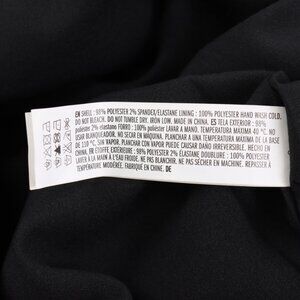 EN SHELL : 98% POLYESTER 2% SPANDEX/ELASTANE LINING : 100% POLYESTER HAND WASH COLD.
DO NOT BLEACH. DO NOT TUMBLE DRY. IRON LOW. MADE IN CHINA. ES TELA EXTERIOR : 98%
poliéster 2% elastano FORRO : 100% poliéster LAVAR A MANO. TEMPERATURA MAXIMA 40 °C. NO
USAR BLANQUEADOR. NO SECAR EN MÁQUINA. PLANCHAR A UNA TEMPERATURA MÁXIMA DE LA BASE
DE 110 °C, SIN VAPOR. PLANCHAR CON VAPOR PUEDE CAUSAR DAÑO IRREVERSIBLE. HECHO EN
CHINA. FR ÉTOFFE EXTÉRIEURE : 98% POLYESTER 2% ÉLASTANE DOUBLURE : 100% POLYESTER
LAVER À LA MAIN À L'EAU FROIDE. NE PAS BLANCHIR. NE PAS SÉCHER EN MACHINE. REPASSER À
TEMPÉRATURE MODÉRÉE. FABRIQUÉ EN CHINE. DE